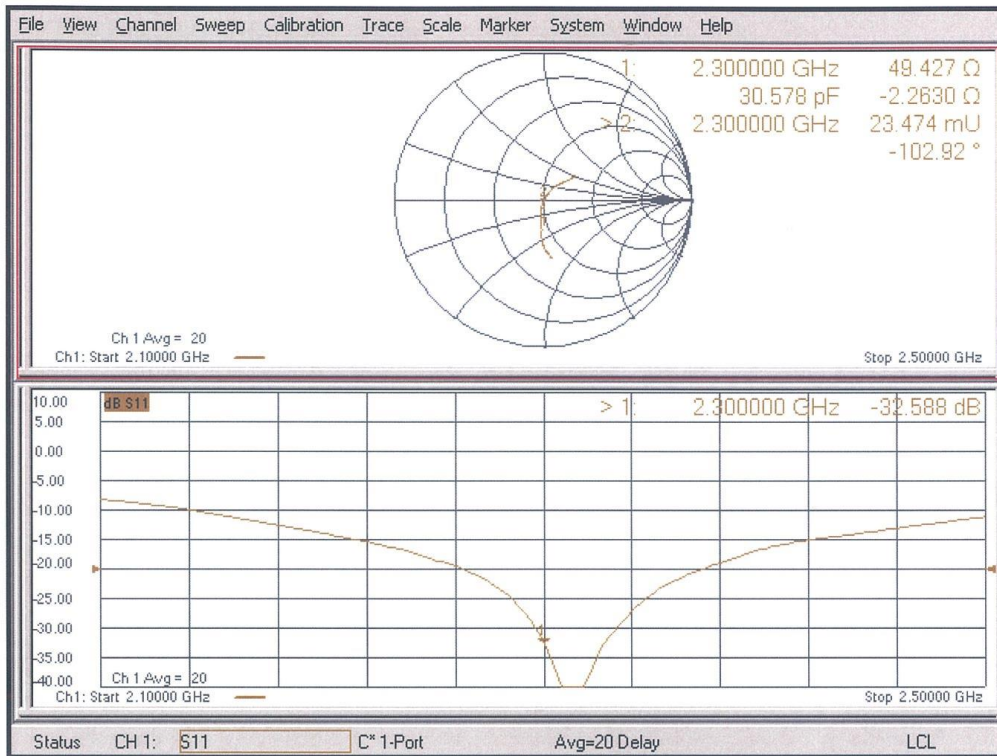 File View Channel Sweep Calibration Trace Scale Marker System Window Help
1: 2.300000 GHz 49.427 Ω
30.578 pF -2.2630 Ω
> 2: 2.300000 GHz 23.474 mU
-102.92 °
Ch 1 Avg = 20
Ch1: Start 2.10000 GHz
Stop 2.50000 GHz
10.00
dB S11
> 1: 2.300000 GHz -32.588 dB
5.00
0.00
-5.00
-10.00
-15.00
-20.00
-25.00
-30.00
1
-35.00
-40.00
Ch 1 Avg = 20
Ch1: Start 2.10000 GHz
Stop 2.50000 GHz
Status CH 1: S11 C* 1-Port Avg=20 Delay LCL